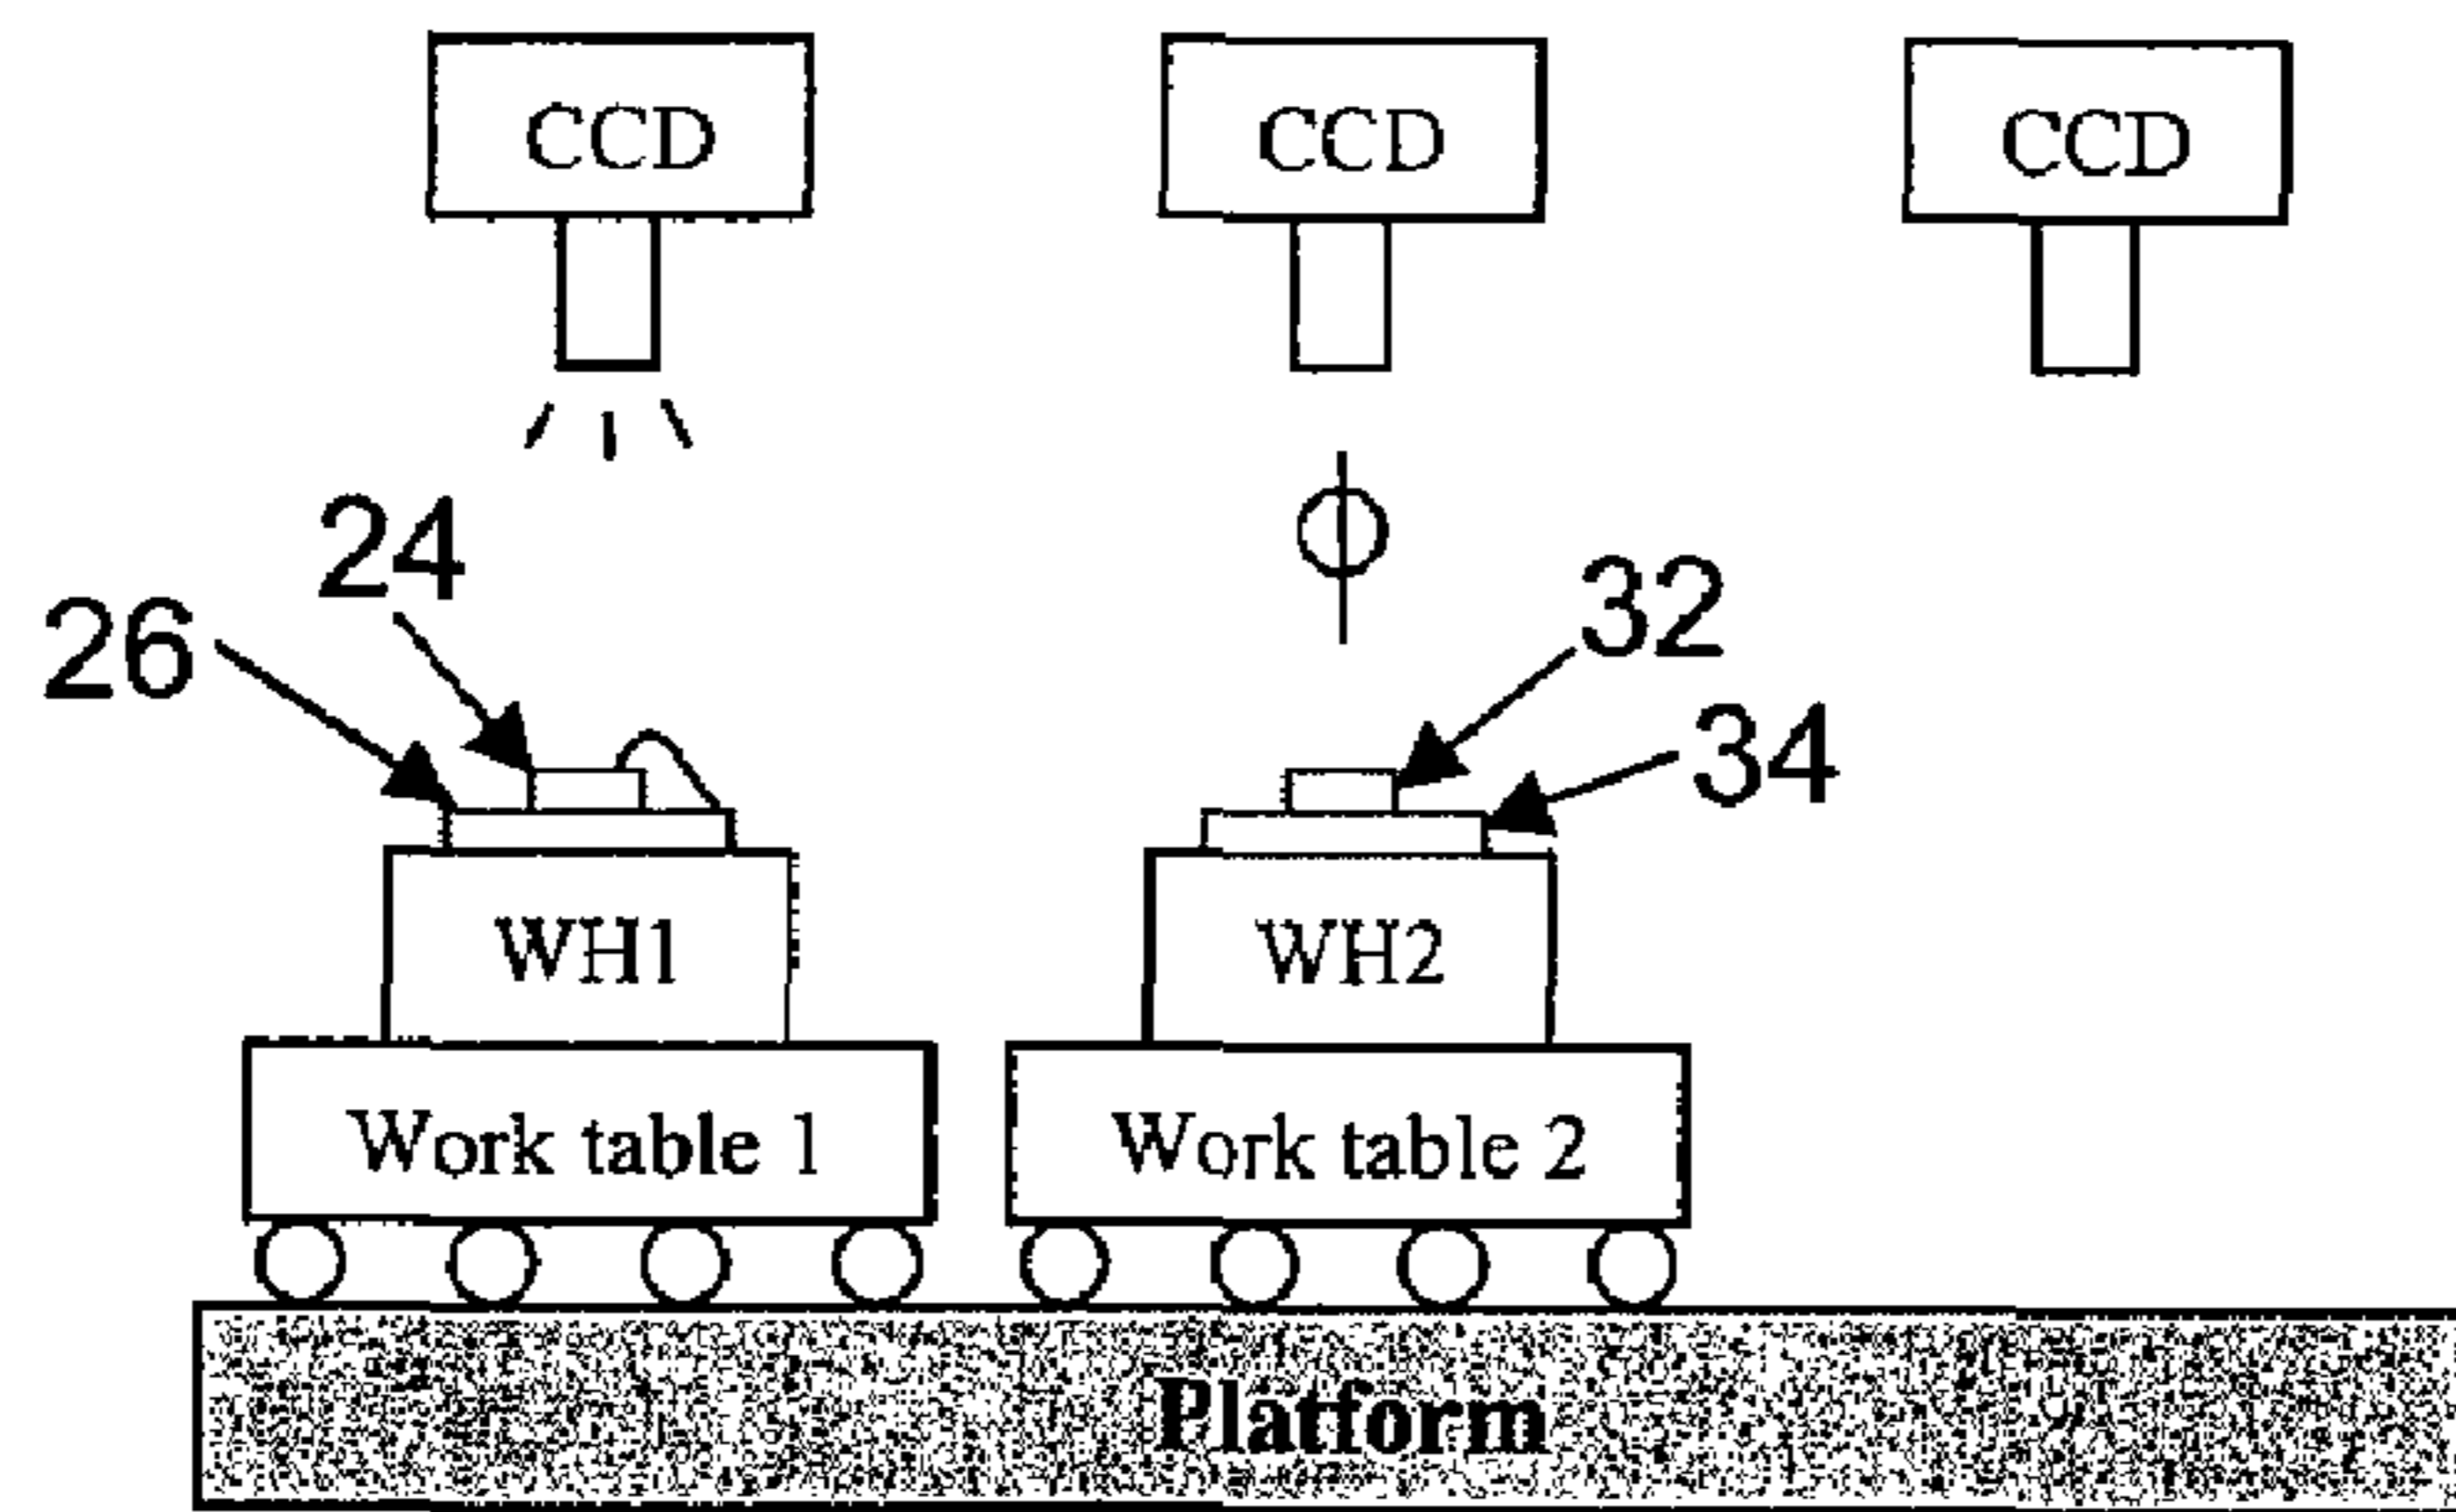 CCD CCD CCD
24
26
32
34
WH1 WH2
Work table 1 Work table 2
Platform